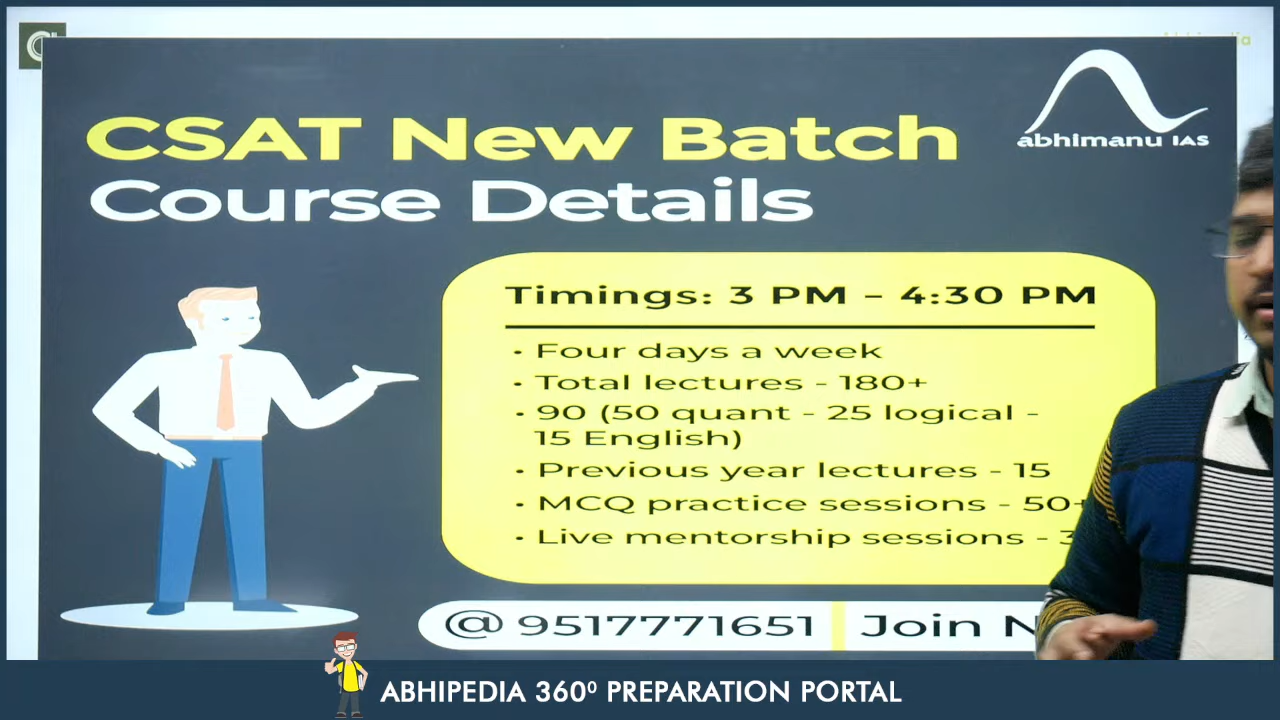 CSAT New Batch
Course Details
abhimanu IAS
Timings: 3 PM – 4:30 PM
• Four days a week
• Total lectures - 180+
• 90 (50 quant - 25 logical -
15 English)
• Previous year lectures - 15
• MCQ practice sessions - 50+
• Live mentorship sessions -
@ 9517771651 Join
ABHIPEDIA 360⁰ PREPARATION PORTAL